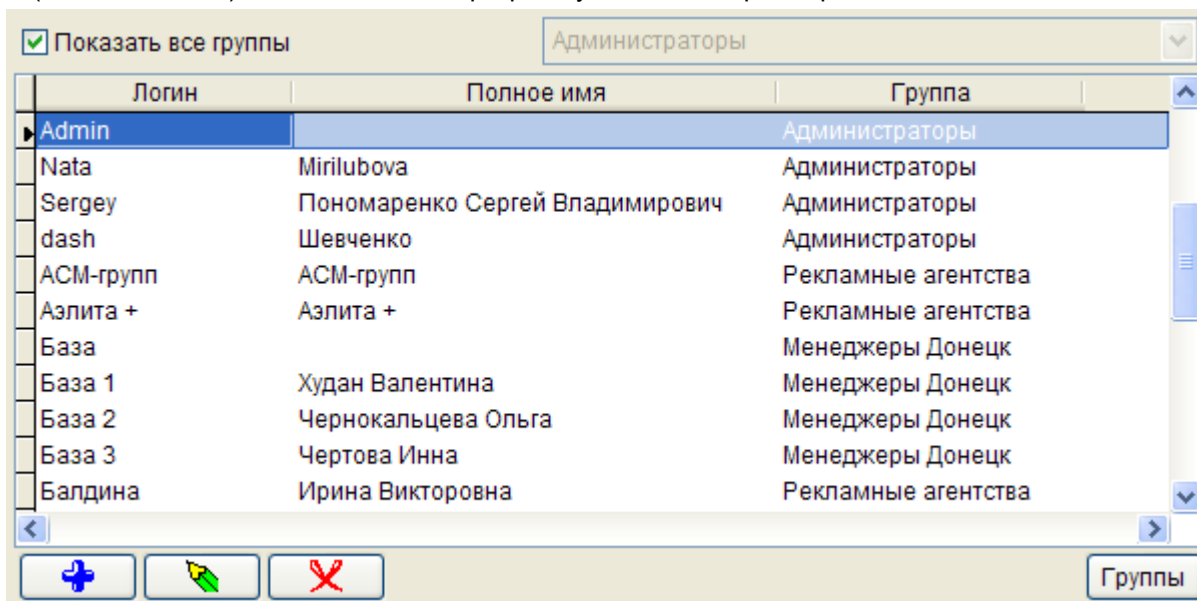 Показать все группы Администраторы
Логин Полное имя Группа
Admin Администраторы
Nata Mirilubova Администраторы
Sergey Пономаренко Сергей Владимирович Администраторы
dash Шевченко Администраторы
АСМ-групп АСМ-групп Рекламные агентства
Аэлита + Аэлита + Рекламные агентства
База Менеджеры Донецк
База 1 Худан Валентина Менеджеры Донецк
База 2 Чернокальцева Ольга Менеджеры Донецк
База 3 Чертова Инна Менеджеры Донецк
Балдина Ирина Викторовна Рекламные агентства
Группы